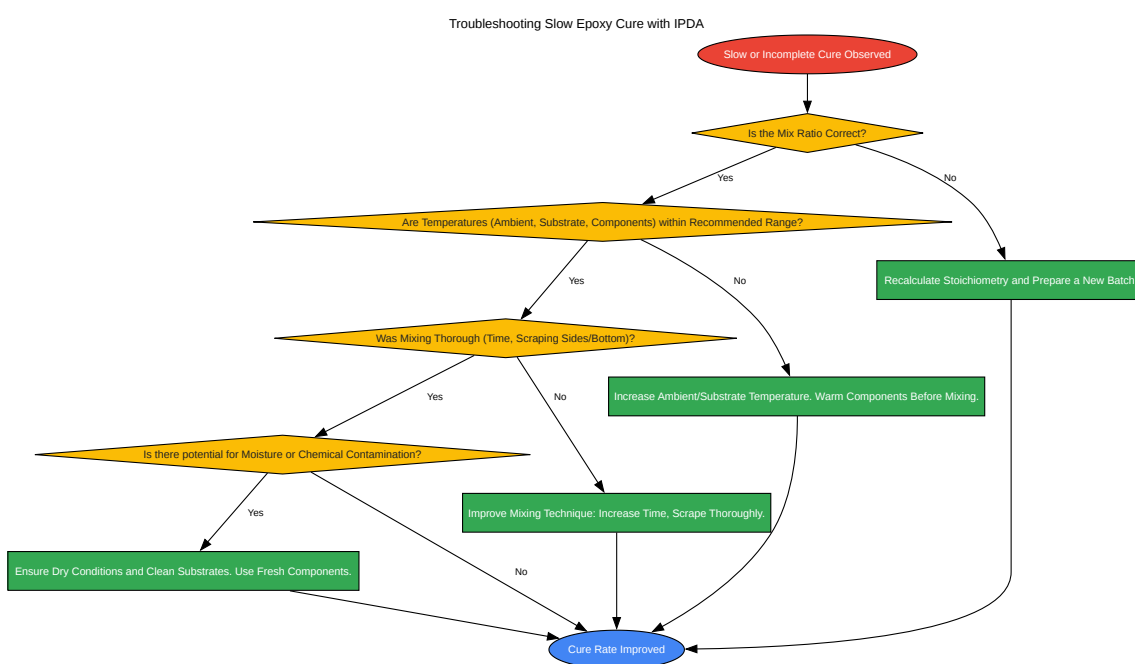 Troubleshooting Slow Epoxy Cure with IPDA
Slow or Incomplete Cure Observed
Is the Mix Ratio Correct?
Yes
No
Are Temperatures (Ambient, Substrate, Components) within Recommended Range?
Yes
No
Recalculate Stoichiometry and Prepare a New Batch
Was Mixing Thorough (Time, Scraping Sides/Bottom)?
Yes
No
Increase Ambient/Substrate Temperature. Warm Components Before Mixing.
Is there potential for Moisture or Chemical Contamination?
Yes
No
Improve Mixing Technique: Increase Time, Scrape Thoroughly.
Ensure Dry Conditions and Clean Substrates. Use Fresh Components.
Cure Rate Improved